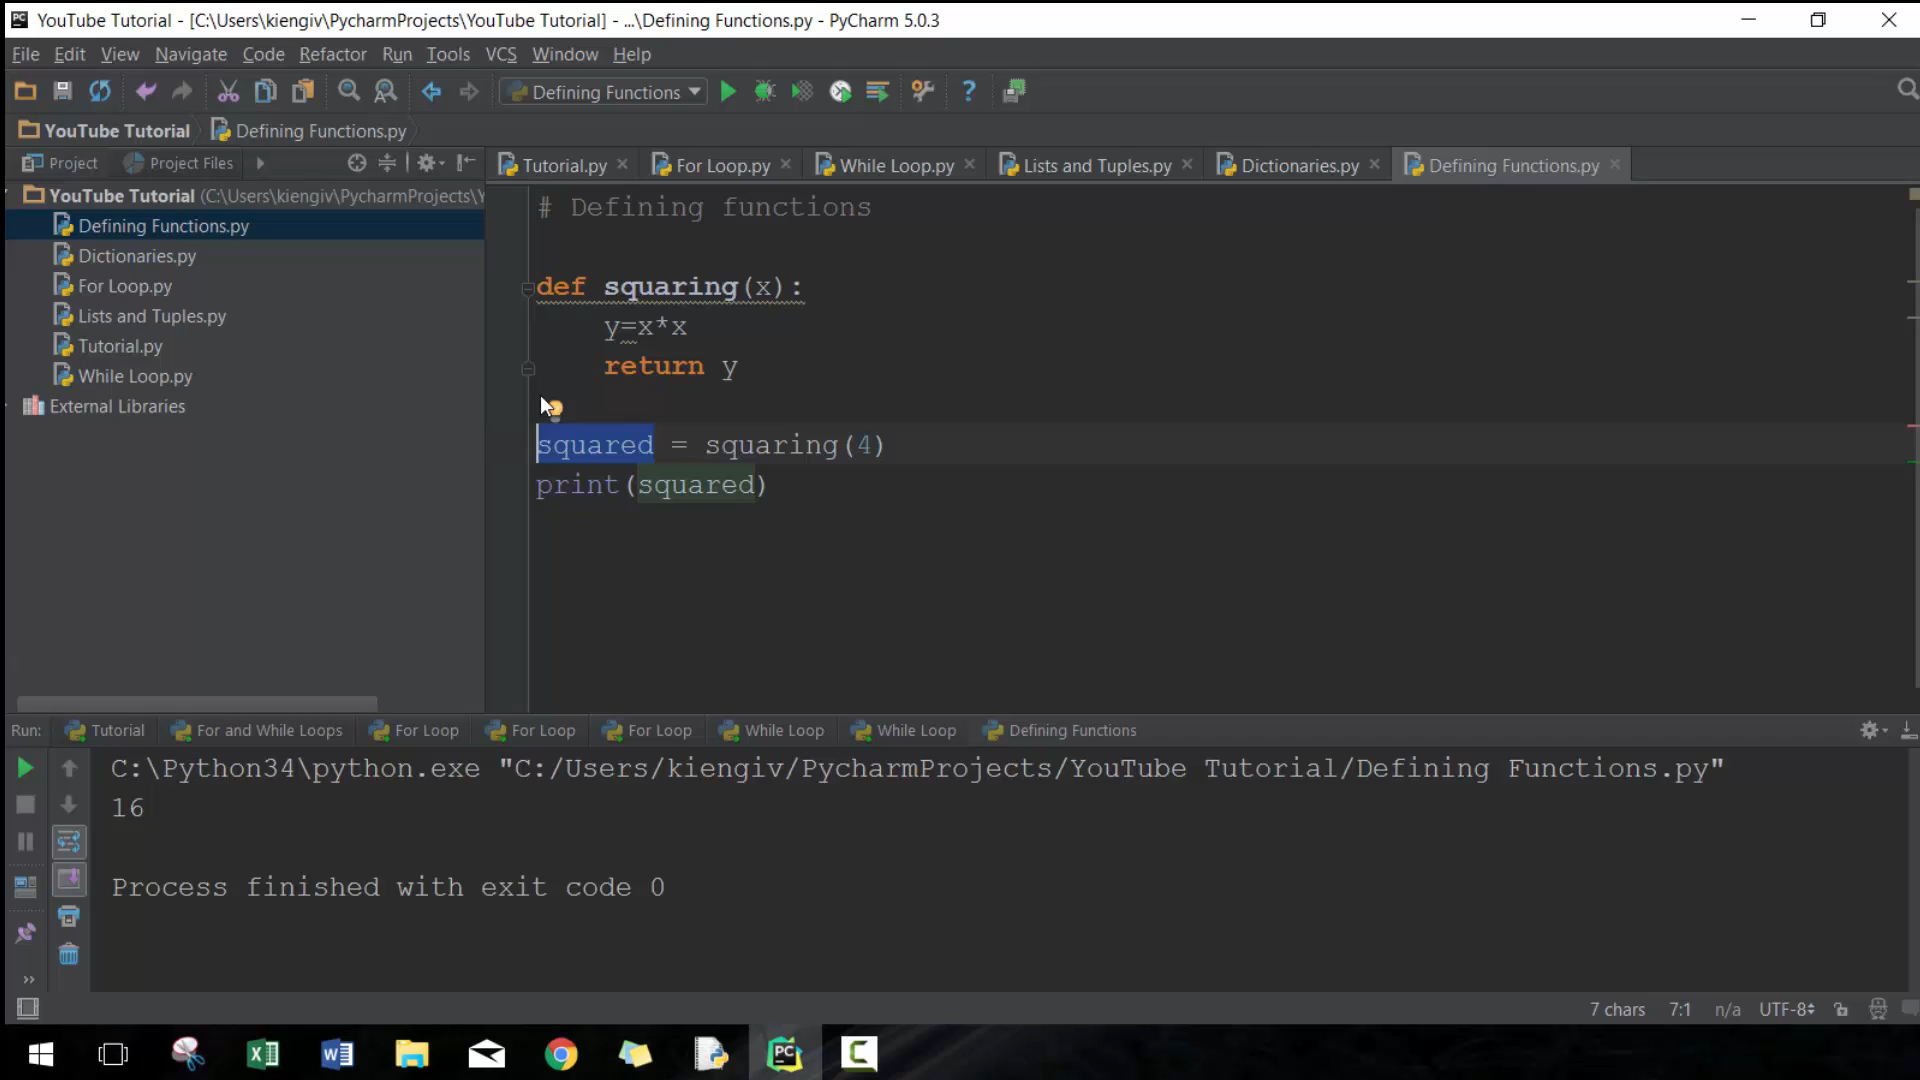 YouTube Tutorial - [C:\Users\kiengiv\PycharmProjects\YouTube Tutorial] - ...\Defining Functions.py - PyCharm 5.0.3
File Edit View Navigate Code Refactor Run Tools VCS Window Help
Defining Functions
YouTube Tutorial Defining Functions.py
Project Project Files
Tutorial.py For Loop.py While Loop.py Lists and Tuples.py Dictionaries.py Defining Functions.py
YouTube Tutorial (C:\Users\kiengiv\PycharmProjects\Y
Defining Functions.py
Dictionaries.py
For Loop.py
Lists and Tuples.py
Tutorial.py
While Loop.py
External Libraries
# Defining functions
def squaring(x):
y=x*x
return y
squared = squaring(4)
print(squared)
Run: Tutorial For and While Loops For Loop For Loop For Loop While Loop While Loop Defining Functions
C:\Python34\python.exe "C:/Users/kiengiv/PycharmProjects/YouTube Tutorial/Defining Functions.py"
16
Process finished with exit code 0
7 chars 7:1 n/a UTF-8